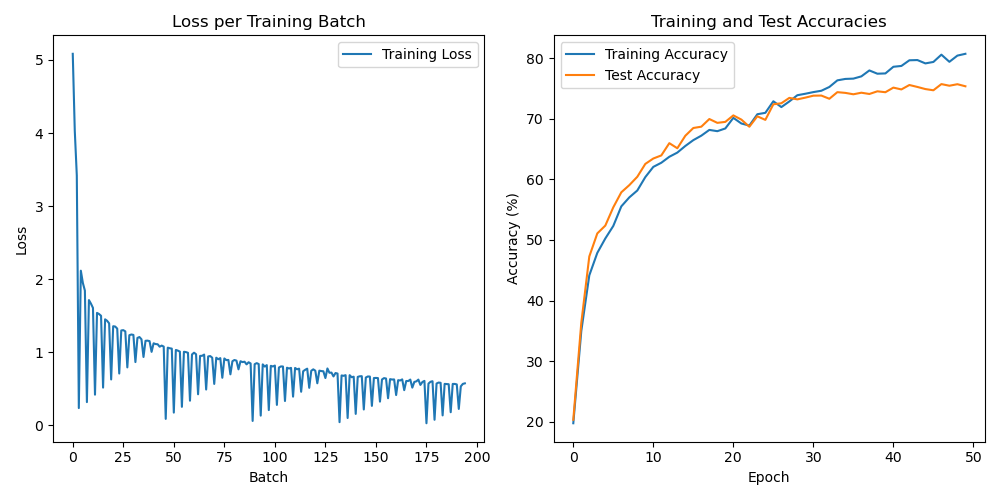 Loss per Training Batch
Training Loss
5
4
3
2
1
0
Loss
0 25 50 75 100 125 150 175 200
Batch
Training and Test Accuracies
Training Accuracy
Test Accuracy
80
70
60
50
40
30
20
Accuracy (%)
0 10 20 30 40 50
Epoch